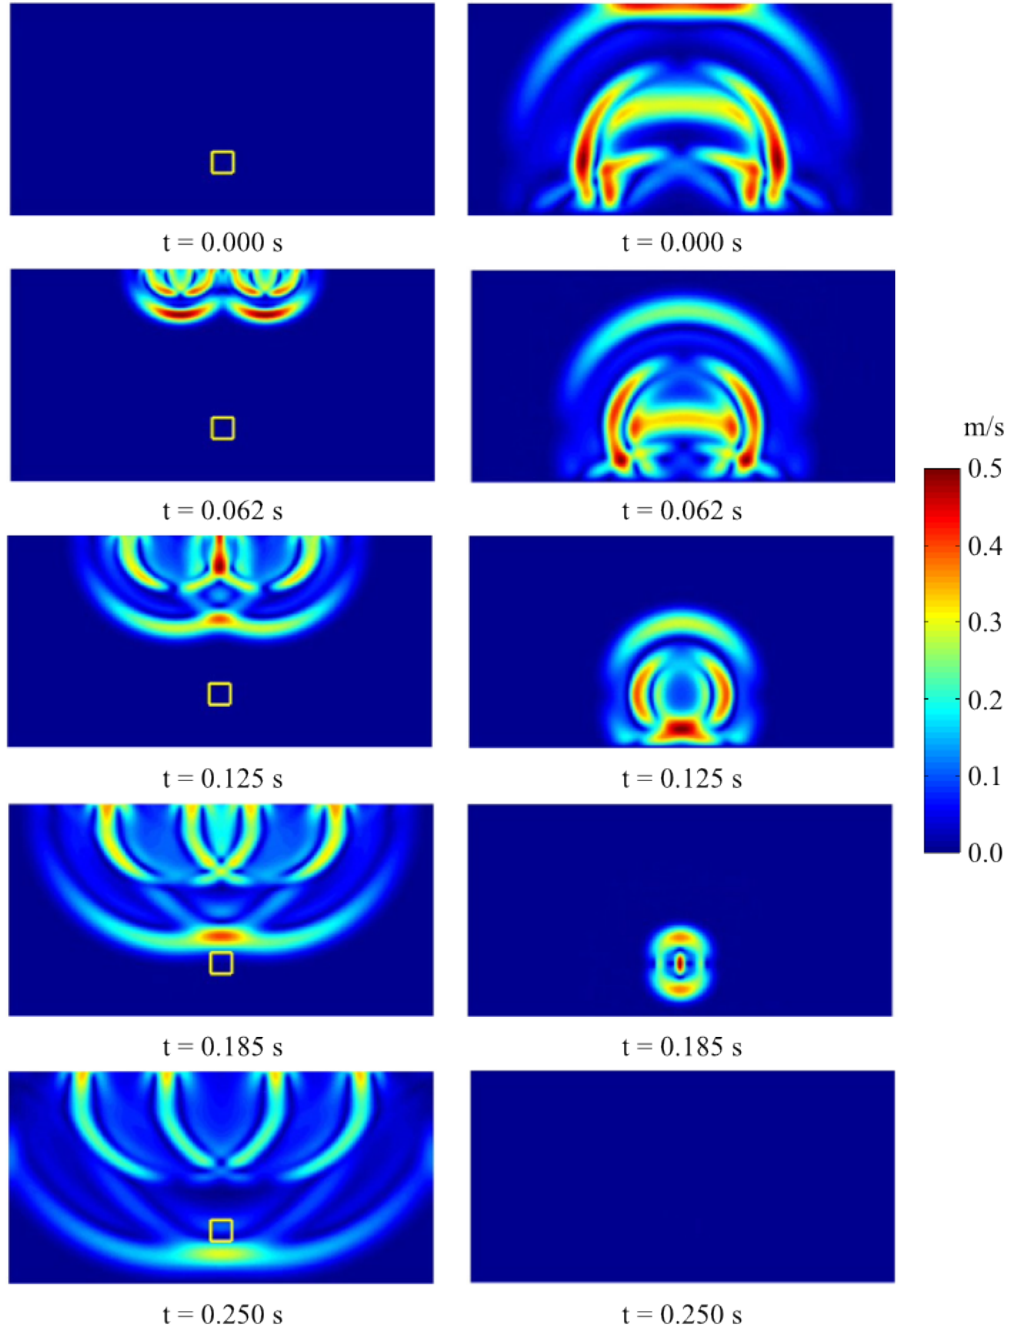 t = 0.000 s
t = 0.000 s
t = 0.062 s
t = 0.062 s
m/s
0.5
0.4
0.3
0.2
0.1
0.0
t = 0.125 s
t = 0.125 s
t = 0.185 s
t = 0.185 s
t = 0.250 s
t = 0.250 s